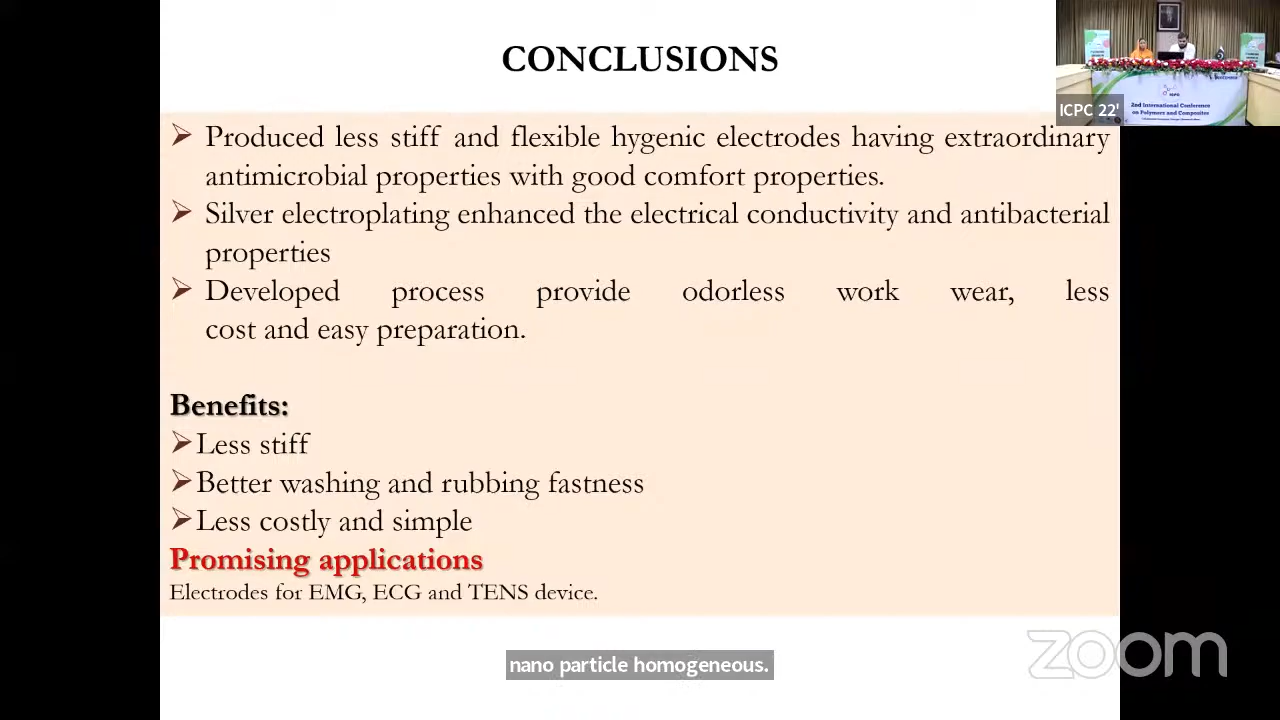 CONCLUSIONS
ICPC 22'
2nd International Conference
on Polymers and Composites
➢ Produced less stiff and flexible hygenic electrodes having extraordinary
antimicrobial properties with good comfort properties.
➢ Silver electroplating enhanced the electrical conductivity and antibacterial
properties
➢ Developed process provide odorless work wear, less
cost and easy preparation.
Benefits:
➢Less stiff
➢Better washing and rubbing fastness
➢Less costly and simple
Promising applications
Electrodes for EMG, ECG and TENS device.
nano particle homogeneous.
zoom